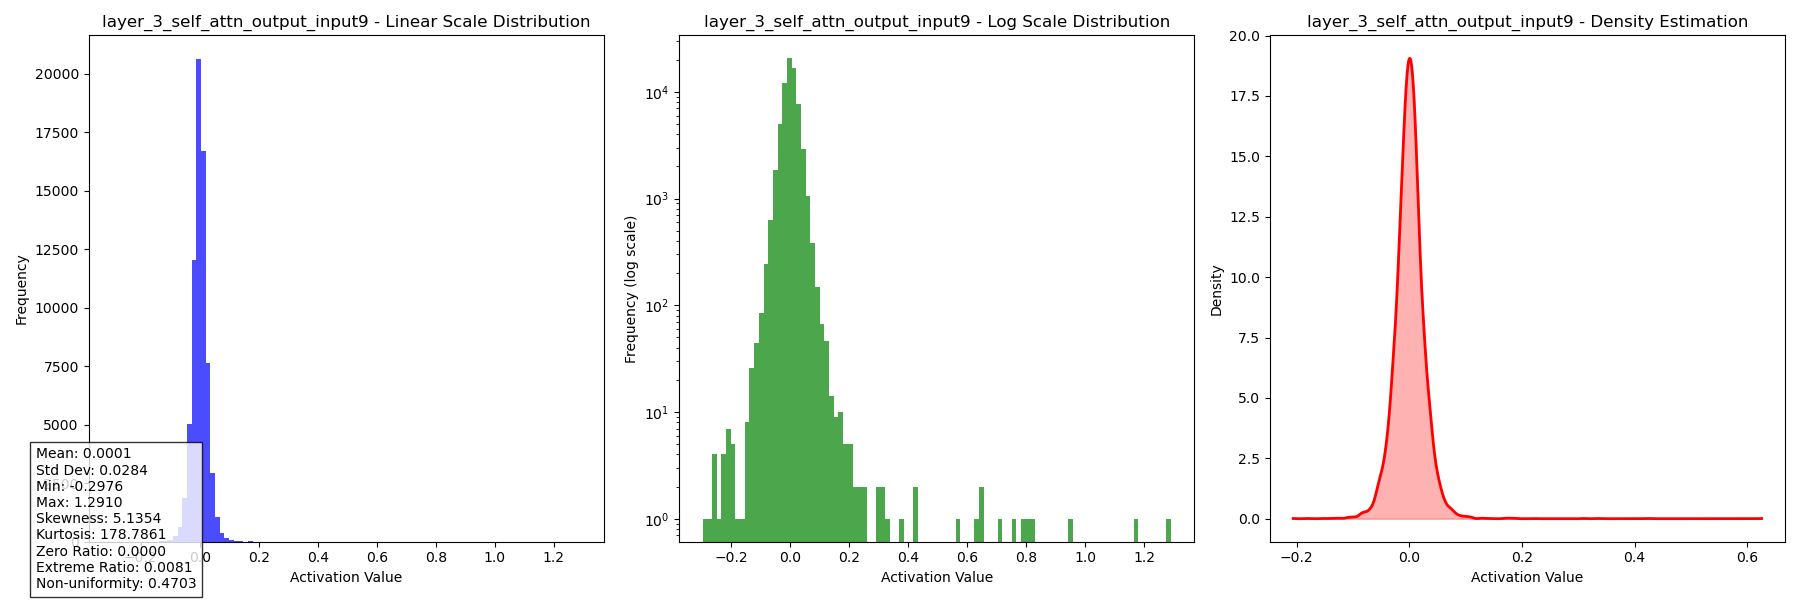 layer_3_self_attn_output_input9 - Linear Scale Distribution
20000
17500
15000
12500
10000
7500
5000
Frequency
0.0
0.2
0.4
0.6
0.8
1.0
1.2
Activation Value
Mean: 0.0001
Std Dev: 0.0284
Min: -0.2976
Max: 1.2910
Skewness: 5.1354
Kurtosis: 178.7861
Zero Ratio: 0.0000
Extreme Ratio: 0.0081
Non-uniformity: 0.4703
layer_3_self_attn_output_input9 - Log Scale Distribution
10⁴
10³
10²
10¹
10⁰
Frequency (log scale)
−0.2
0.0
0.2
0.4
0.6
0.8
1.0
1.2
Activation Value
layer_3_self_attn_output_input9 - Density Estimation
20.0
17.5
15.0
12.5
10.0
7.5
5.0
2.5
0.0
Density
−0.2
0.0
0.2
0.4
0.6
Activation Value